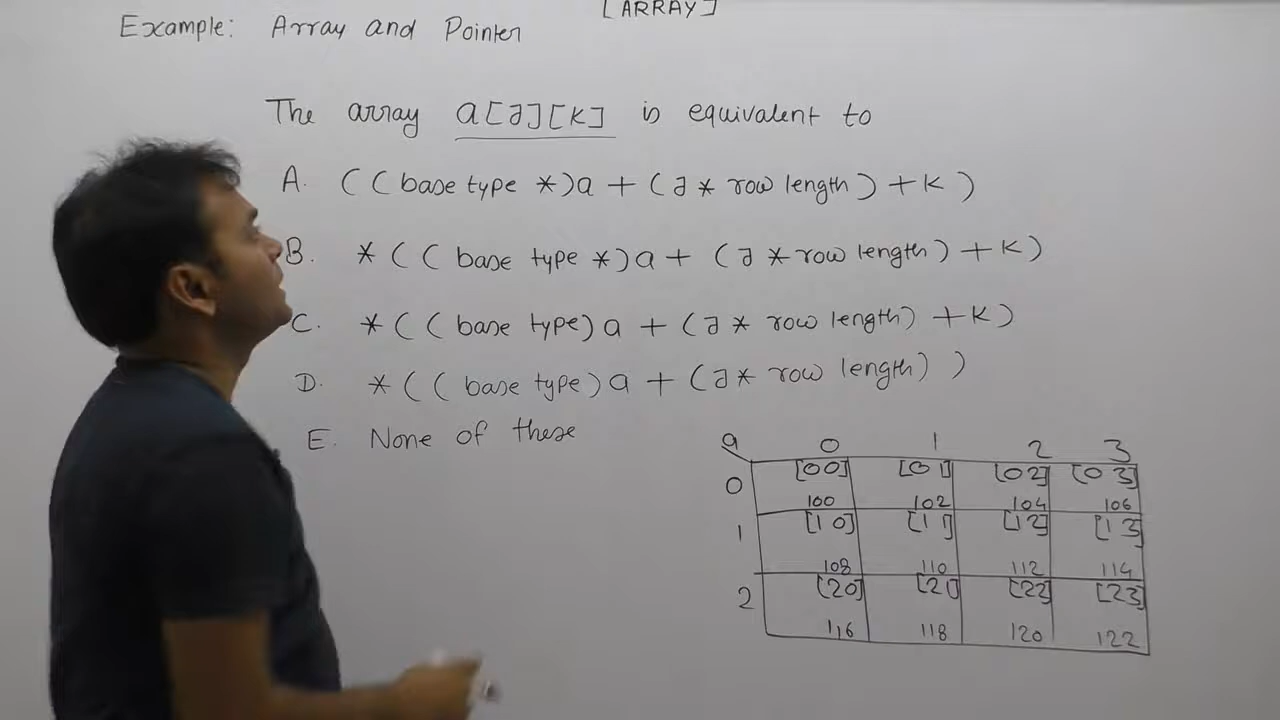 [ARRAY]
Example: Array and Pointer
The array a[J][K] is equivalent to
A. ((base type *)a + (J * row length) + K)
B. *((base type *)a + (J * row length) + K)
C. *((base type)a + (J * row length) + K)
D. *((base type)a + (J * row length))
E. None of these
a 0 1 2 3
0 [00] [01] [02] [03]
100 102 104 106
1 [10] [11] [12] [13]
108 110 112 114
2 [20] [21] [22] [23]
116 118 120 122